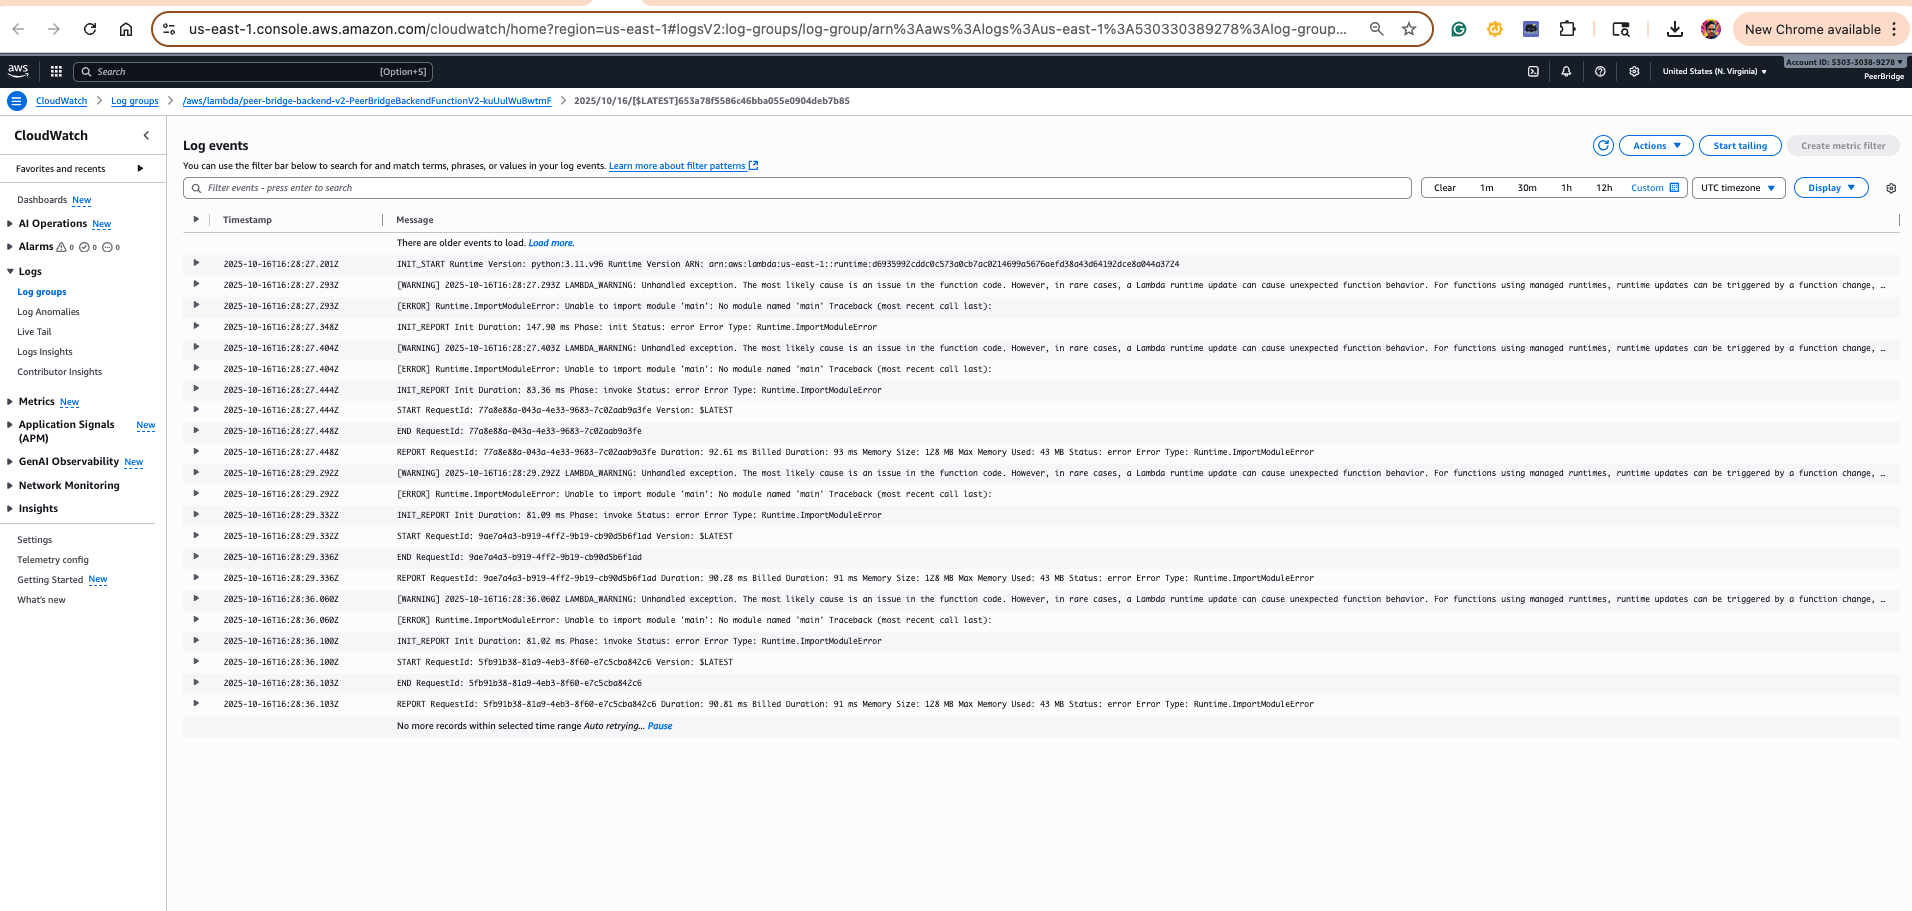 us-east-1.console.aws.amazon.com/cloudwatch/home?region=us-east-1#logsV2:log-groups/log-group/arn%3Aaws%3Alogs%3Aus-east-1%3A530330389278%3Alog-group...
New Chrome available
aws
Search [Option+S]
United States (N. Virginia)
Account ID: 5303-3038-9278
PeerBridge
CloudWatch > Log groups > /aws/lambda/peer-bridge-backend-v2-PeerBridgeBackendFunctionV2-kuUulWuBwtmF > 2025/10/16/[$LATEST]653a78f5586c46bba055e0904deb7b85
CloudWatch
Favorites and recents
Dashboards New
AI Operations New
Alarms 0 0 0
Logs
Log groups
Log Anomalies
Live Tail
Logs Insights
Contributor Insights
Metrics New
Application Signals (APM) New
GenAI Observability New
Network Monitoring
Insights
Settings
Telemetry config
Getting Started New
What's new
Log events
Actions
Start tailing
Create metric filter
You can use the filter bar below to search for and match terms, phrases, or values in your log events. Learn more about filter patterns
Filter events - press enter to search
Clear 1m 30m 1h 12h Custom
UTC timezone
Display
Timestamp Message
There are older events to load. Load more.
2025-10-16T16:28:27.201Z INIT_START Runtime Version: python:3.11.v96 Runtime Version ARN: arn:aws:lambda:us-east-1::runtime:d6935992cddc0c573a0cb7ac0214699a5676aefd38a43d64192dce8a044a3724
2025-10-16T16:28:27.293Z [WARNING] 2025-10-16T16:28:27.293Z LAMBDA_WARNING: Unhandled exception. The most likely cause is an issue in the function code. However, in rare cases, a Lambda runtime update can cause unexpected function behavior. For functions using managed runtimes, runtime updates can be triggered by a function change, …
2025-10-16T16:28:27.293Z [ERROR] Runtime.ImportModuleError: Unable to import module 'main': No module named 'main' Traceback (most recent call last):
2025-10-16T16:28:27.348Z INIT_REPORT Init Duration: 147.90 ms Phase: init Status: error Error Type: Runtime.ImportModuleError
2025-10-16T16:28:27.404Z [WARNING] 2025-10-16T16:28:27.403Z LAMBDA_WARNING: Unhandled exception. The most likely cause is an issue in the function code. However, in rare cases, a Lambda runtime update can cause unexpected function behavior. For functions using managed runtimes, runtime updates can be triggered by a function change, …
2025-10-16T16:28:27.404Z [ERROR] Runtime.ImportModuleError: Unable to import module 'main': No module named 'main' Traceback (most recent call last):
2025-10-16T16:28:27.444Z INIT_REPORT Init Duration: 83.36 ms Phase: invoke Status: error Error Type: Runtime.ImportModuleError
2025-10-16T16:28:27.444Z START RequestId: 77a8e88a-043a-4e33-9683-7c02aab9a3fe Version: $LATEST
2025-10-16T16:28:27.448Z END RequestId: 77a8e88a-043a-4e33-9683-7c02aab9a3fe
2025-10-16T16:28:27.448Z REPORT RequestId: 77a8e88a-043a-4e33-9683-7c02aab9a3fe Duration: 92.61 ms Billed Duration: 93 ms Memory Size: 128 MB Max Memory Used: 43 MB Status: error Error Type: Runtime.ImportModuleError
2025-10-16T16:28:29.292Z [WARNING] 2025-10-16T16:28:29.292Z LAMBDA_WARNING: Unhandled exception. The most likely cause is an issue in the function code. However, in rare cases, a Lambda runtime update can cause unexpected function behavior. For functions using managed runtimes, runtime updates can be triggered by a function change, …
2025-10-16T16:28:29.292Z [ERROR] Runtime.ImportModuleError: Unable to import module 'main': No module named 'main' Traceback (most recent call last):
2025-10-16T16:28:29.332Z INIT_REPORT Init Duration: 81.09 ms Phase: invoke Status: error Error Type: Runtime.ImportModuleError
2025-10-16T16:28:29.332Z START RequestId: 9ae7a4a3-b919-4ff2-9b19-cb90d5b6f1ad Version: $LATEST
2025-10-16T16:28:29.336Z END RequestId: 9ae7a4a3-b919-4ff2-9b19-cb90d5b6f1ad
2025-10-16T16:28:29.336Z REPORT RequestId: 9ae7a4a3-b919-4ff2-9b19-cb90d5b6f1ad Duration: 90.28 ms Billed Duration: 91 ms Memory Size: 128 MB Max Memory Used: 43 MB Status: error Error Type: Runtime.ImportModuleError
2025-10-16T16:28:36.060Z [WARNING] 2025-10-16T16:28:36.060Z LAMBDA_WARNING: Unhandled exception. The most likely cause is an issue in the function code. However, in rare cases, a Lambda runtime update can cause unexpected function behavior. For functions using managed runtimes, runtime updates can be triggered by a function change, …
2025-10-16T16:28:36.060Z [ERROR] Runtime.ImportModuleError: Unable to import module 'main': No module named 'main' Traceback (most recent call last):
2025-10-16T16:28:36.100Z INIT_REPORT Init Duration: 81.02 ms Phase: invoke Status: error Error Type: Runtime.ImportModuleError
2025-10-16T16:28:36.100Z START RequestId: 5fb91b38-81a9-4eb3-8f60-e7c5cba842c6 Version: $LATEST
2025-10-16T16:28:36.103Z END RequestId: 5fb91b38-81a9-4eb3-8f60-e7c5cba842c6
2025-10-16T16:28:36.103Z REPORT RequestId: 5fb91b38-81a9-4eb3-8f60-e7c5cba842c6 Duration: 90.81 ms Billed Duration: 91 ms Memory Size: 128 MB Max Memory Used: 43 MB Status: error Error Type: Runtime.ImportModuleError
No more records within selected time range Auto retrying... Pause